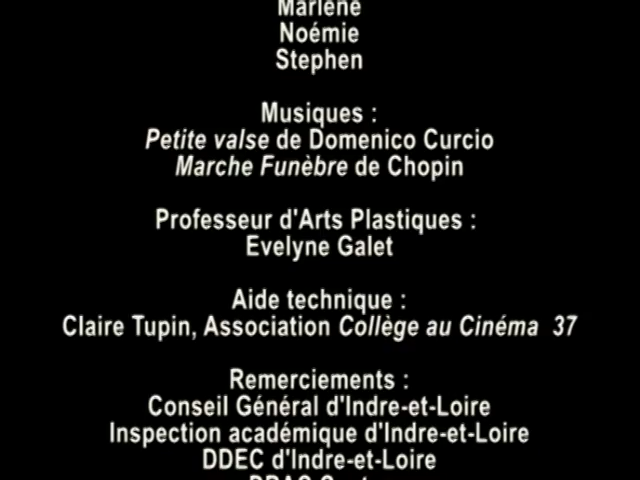 Marlène
Noémie
Stephen
Musiques :
Petite valse de Domenico Curcio
Marche Funèbre de Chopin
Professeur d'Arts Plastiques :
Evelyne Galet
Aide technique :
Claire Tupin, Association Collège au Cinéma 37
Remerciements :
Conseil Général d'Indre-et-Loire
Inspection académique d'Indre-et-Loire
DDEC d'Indre-et-Loire